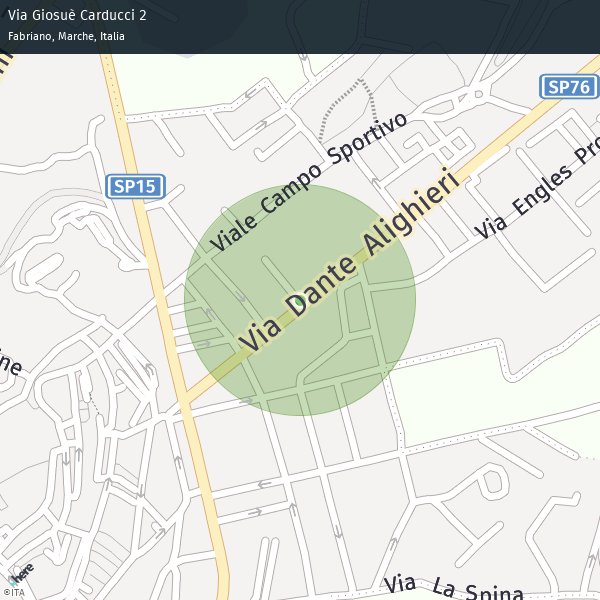 Via Giosuè Carducci 2
Fabriano, Marche, Italia
SP76
Viale Campo Sportivo
SP15
Via Dante Alighieri
Via Engles Pro
ine
Via La Spina
here
©ITA